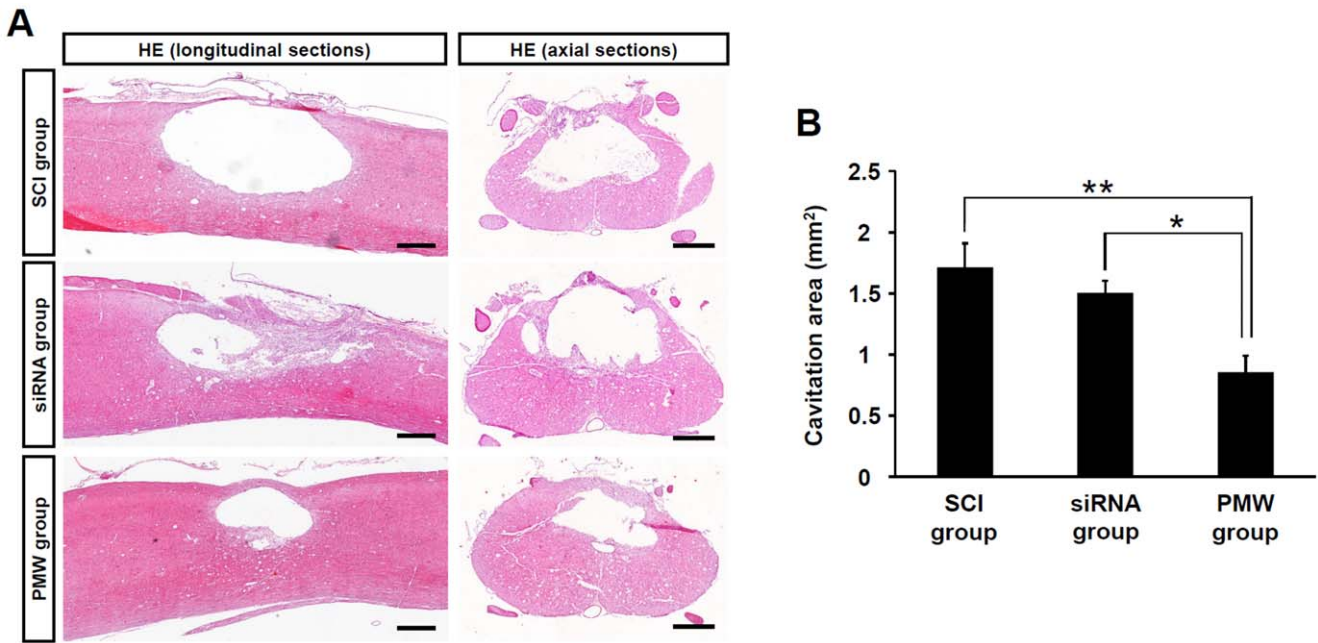 A
HE (longitudinal sections)
HE (axial sections)
SCI group
siRNA group
PMW group
B
Cavitation area (mm²)
2.5
2
1.5
1
0.5
0
**
*
SCI group
siRNA group
PMW group